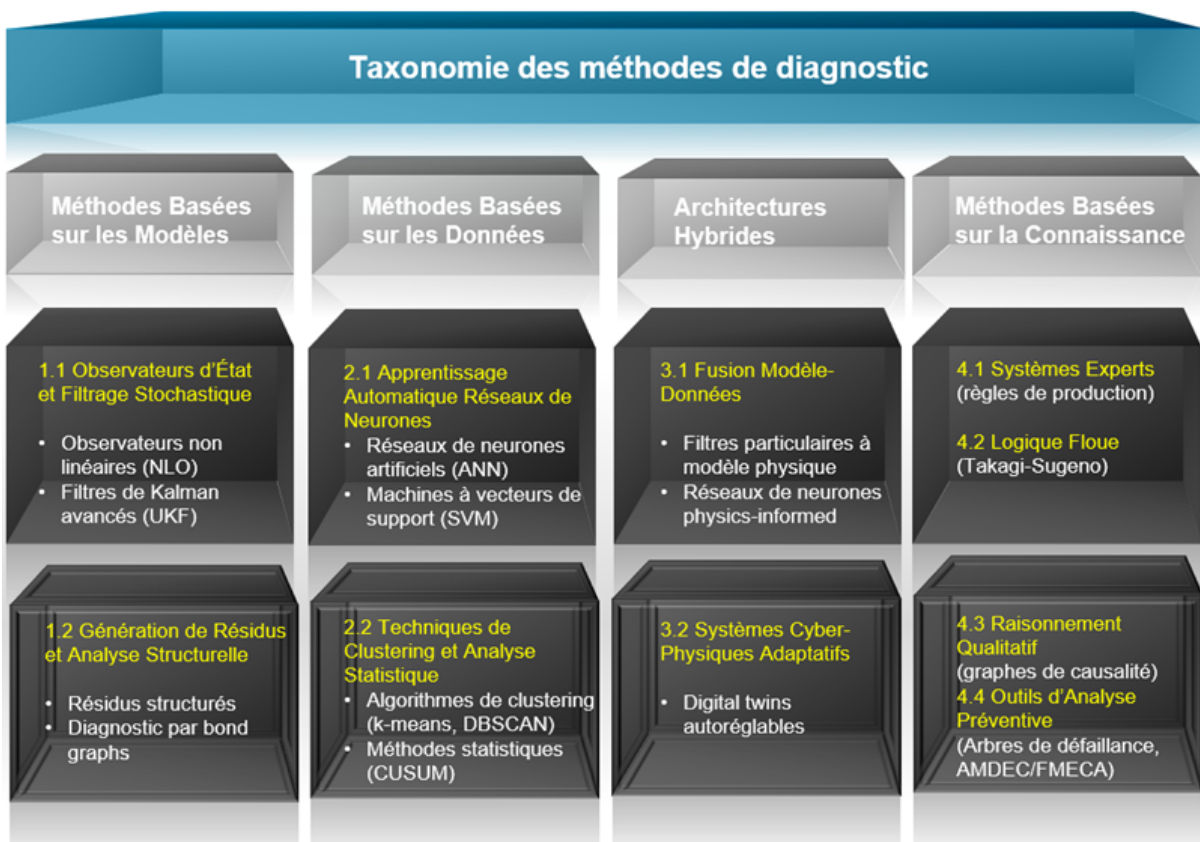 Taxonomie des méthodes de diagnostic
Méthodes Basées
sur les Modèles
Méthodes Basées
sur les Données
Architectures
Hybrides
Méthodes Basées
sur la Connaissance
1.1 Observateurs d’État
et Filtrage Stochastique
• Observateurs non
linéaires (NLO)
• Filtres de Kalman
avancés (UKF)
2.1 Apprentissage
Automatique Réseaux de
Neurones
• Réseaux de neurones
artificiels (ANN)
• Machines à vecteurs de
support (SVM)
3.1 Fusion Modèle-
Données
• Filtres particulaires à
modèle physique
• Réseaux de neurones
physics-informed
4.1 Systèmes Experts
(règles de production)
4.2 Logique Floue
(Takagi-Sugeno)
1.2 Génération de Résidus
et Analyse Structurelle
• Résidus structurés
• Diagnostic par bond
graphs
2.2 Techniques de
Clustering et Analyse
Statistique
• Algorithmes de clustering
(k-means, DBSCAN)
• Méthodes statistiques
(CUSUM)
3.2 Systèmes Cyber-
Physiques Adaptatifs
• Digital twins
autoréglables
4.3 Raisonnement
Qualitatif
(graphes de causalité)
4.4 Outils d’Analyse
Préventive
(Arbres de défaillance,
AMDEC/FMECA)